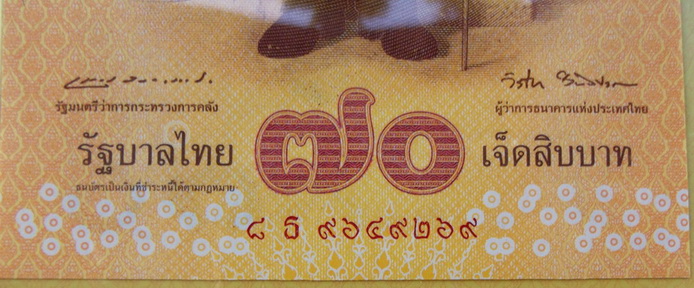 รัฐมนตรีว่าการกระทรวงการคลัง
ผู้ว่าการธนาคารแห่งประเทศไทย
รัฐบาลไทย ๗๐ เจ็ดสิบบาท
ธนบัตรเป็นเงินที่ชำระหนี้ได้ตามกฎหมาย
๘ ธ ๙๖๔๙๒๖๙